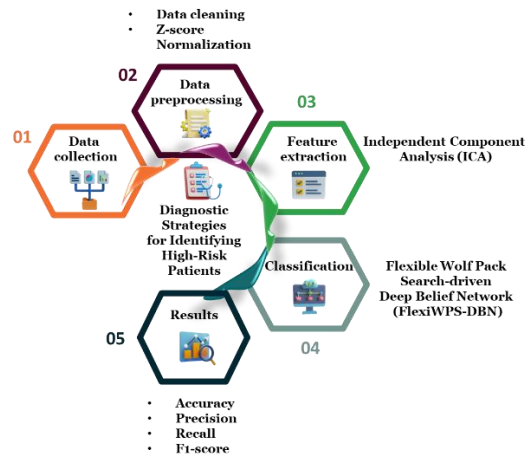 • Data cleaning
• Z-score
Normalization
02
Data
preprocessing
01
Data
collection
03
Feature
extraction
Independent Component
Analysis (ICA)
Diagnostic
Strategies
for Identifying
High-Risk
Patients
Classification
04
Flexible Wolf Pack
Search-driven
Deep Belief Network
(FlexiWPS-DBN)
05
Results
• Accuracy
• Precision
• Recall
• F1-score